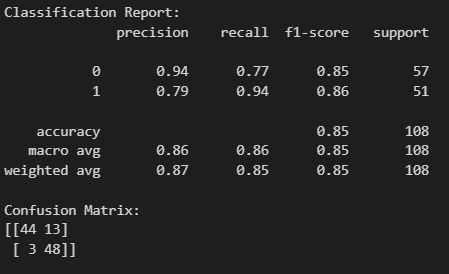 Classification Report:
precision recall f1-score support
0 0.94 0.77 0.85 57
1 0.79 0.94 0.86 51
accuracy 0.85 108
macro avg 0.86 0.86 0.85 108
weighted avg 0.87 0.85 0.85 108
Confusion Matrix:
[[44 13]
[ 3 48]]